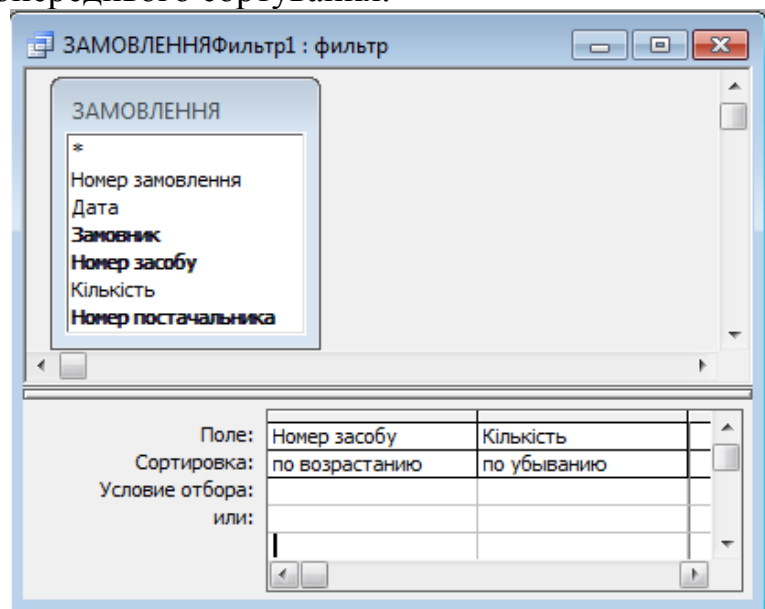 сортування.
ЗАМОВЛЕННЯФильтр1 : фильтр
ЗАМОВЛЕННЯ
*
Номер замовлення
Дата
Замовник
Номер засобу
Кількість
Номер постачальника
Поле: Номер засобу Кількість
Сортировка: по возрастанию по убыванию
Условие отбора:
или: